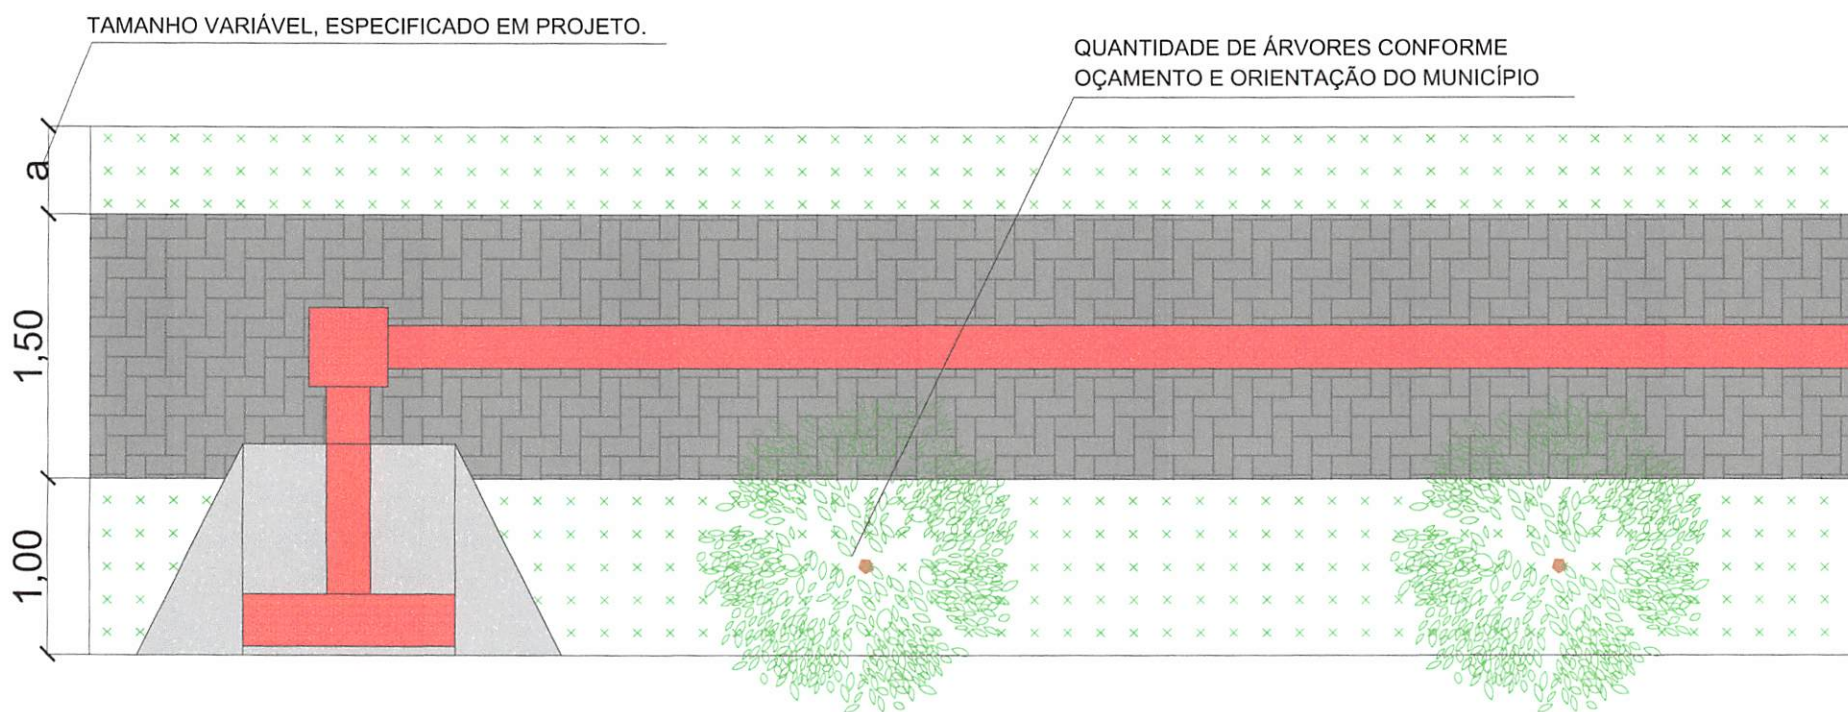 TAMANHO VARIÁVEL, ESPECIFICADO EM PROJETO.
QUANTIDADE DE ÁRVORES CONFORME
OÇAMENTO E ORIENTAÇÃO DO MUNICÍPIO
a
1,50
1,00